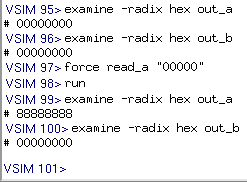 VSIM 95> examine -radix hex out_a
# 00000000
VSIM 96> examine -radix hex out_b
# 00000000
VSIM 97> force read_a "00000"
VSIM 98> run
VSIM 99> examine -radix hex out_a
# 88888888
VSIM 100> examine -radix hex out_b
# 00000000
VSIM 101>